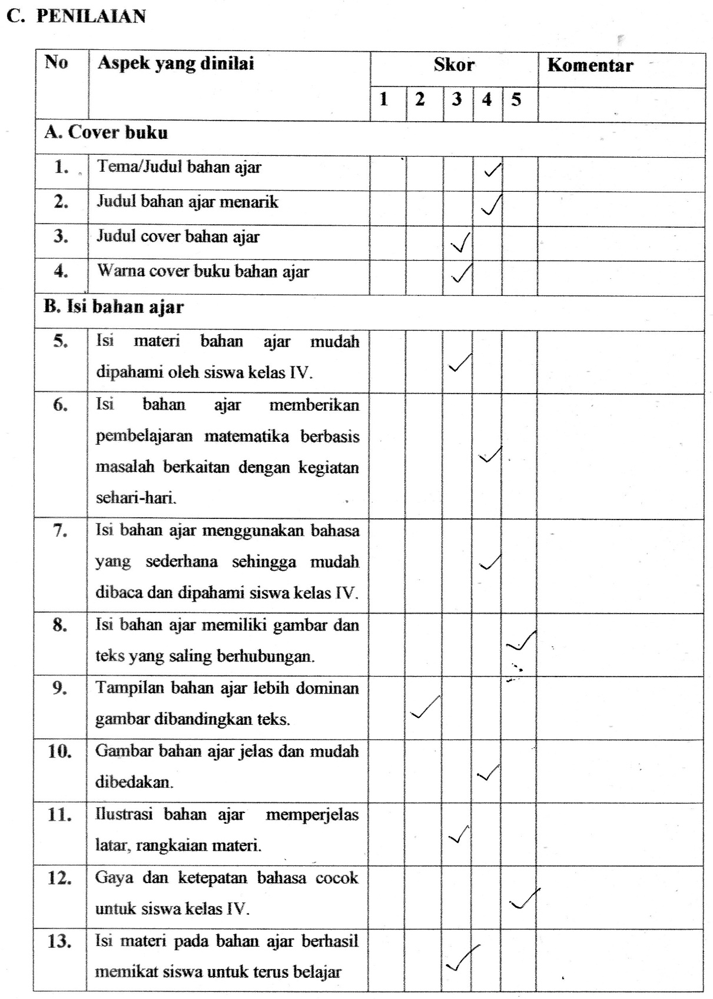 C. PENILAIAN
No Aspek yang dinilai Skor Komentar
1 2 3 4 5
A. Cover buku
1. Tema/Judul bahan ajar ✓
2. Judul bahan ajar menarik ✓
3. Judul cover bahan ajar ✓
4. Warna cover buku bahan ajar ✓
B. Isi bahan ajar
5. Isi materi bahan ajar mudah
dipahami oleh siswa kelas IV. ✓
6. Isi bahan ajar memberikan
pembelajaran matematika berbasis
masalah berkaitan dengan kegiatan ✓
sehari-hari.
7. Isi bahan ajar menggunakan bahasa
yang sederhana sehingga mudah ✓
dibaca dan dipahami siswa kelas IV.
8. Isi bahan ajar memiliki gambar dan
teks yang saling berhubungan. ✓
9. Tampilan bahan ajar lebih dominan
gambar dibandingkan teks. ✓
10. Gambar bahan ajar jelas dan mudah
dibedakan. ✓
11. Ilustrasi bahan ajar memperjelas
latar, rangkaian materi. ✓
12. Gaya dan ketepatan bahasa cocok
untuk siswa kelas IV. ✓
13. Isi materi pada bahan ajar berhasil
memikat siswa untuk terus belajar ✓